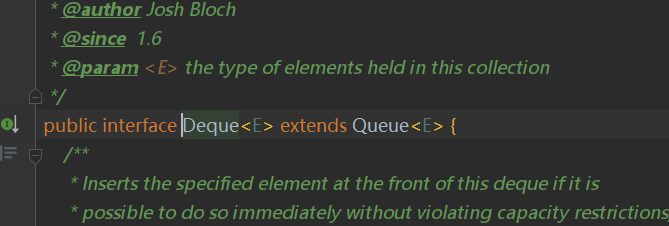 * @author Josh Bloch
* @since 1.6
* @param <E> the type of elements held in this collection
*/
public interface Deque<E> extends Queue<E> {
/**
* Inserts the specified element at the front of this deque if it is
* possible to do so immediately without violating capacity restrictions,